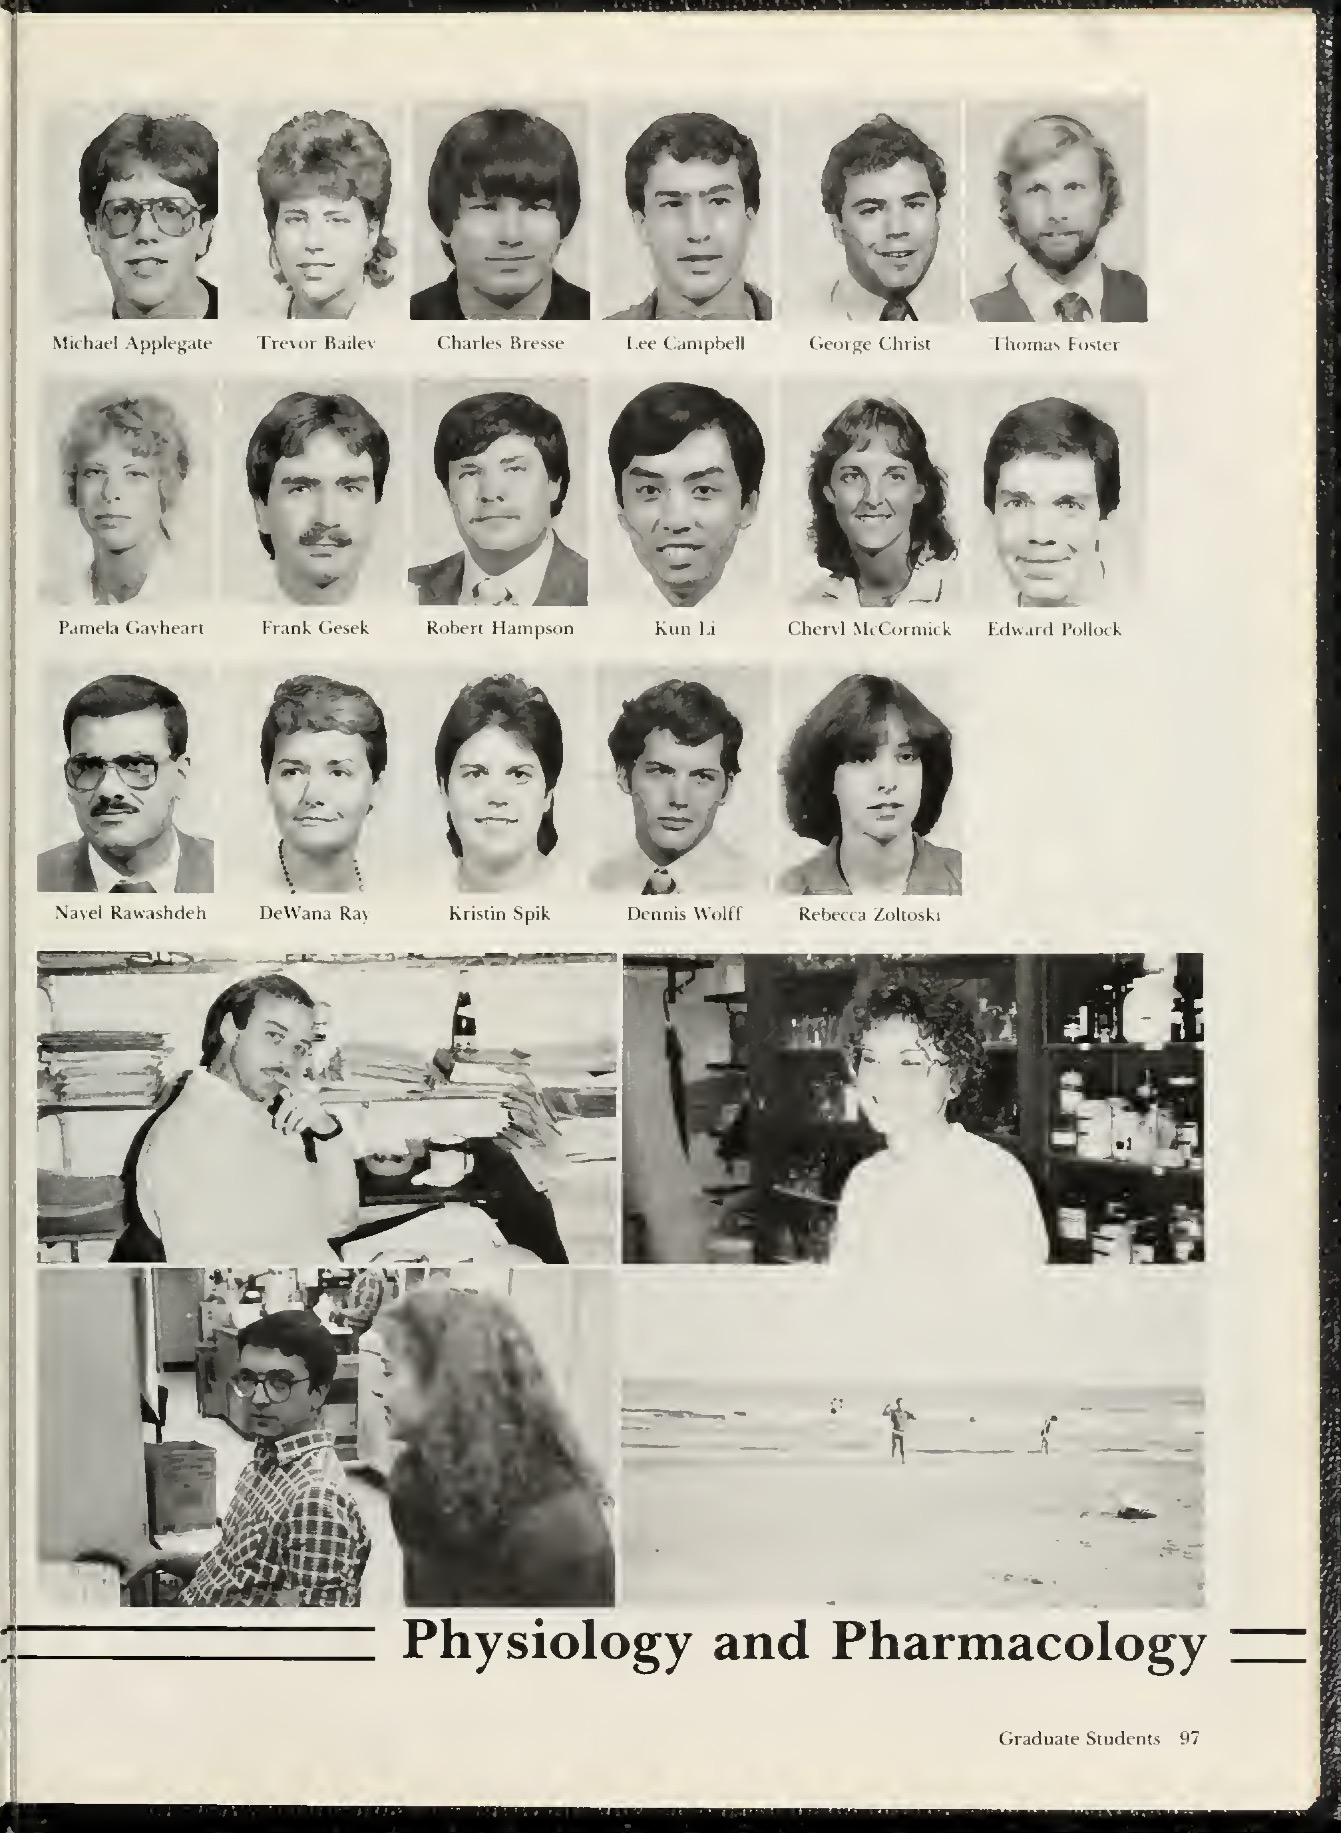 Michael Applegate Trevor Bailey Charles Bresse Lee Campbell George Christ Thomas Foster
Pamela Gayheart Frank Gesek Robert Hampson Kun Li Cheryl McCormick Edward Pollock
Nayel Rawashdeh DeWana Ray Kristin Spik Dennis Wolff Rebecca Zoltoski
Physiology and Pharmacology
Graduate Students 97